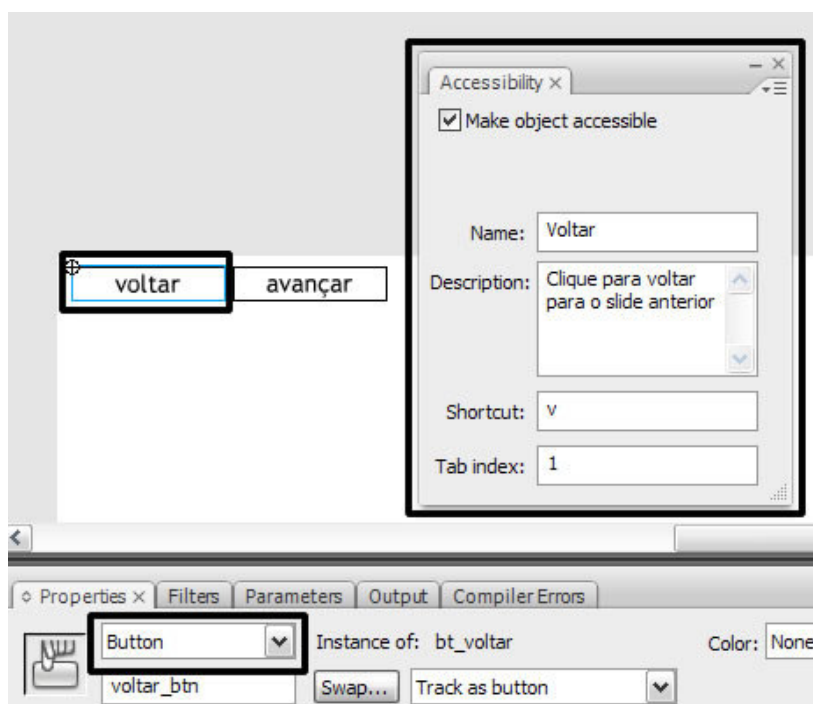 Accessibility
Make object accessible
Name: Voltar
voltar avançar
Description: Clique para voltar
para o slide anterior
Shortcut: v
Tab index: 1
Properties Filters Parameters Output Compiler Errors
Button Instance of: bt_voltar Color: None
voltar_btn Swap... Track as button